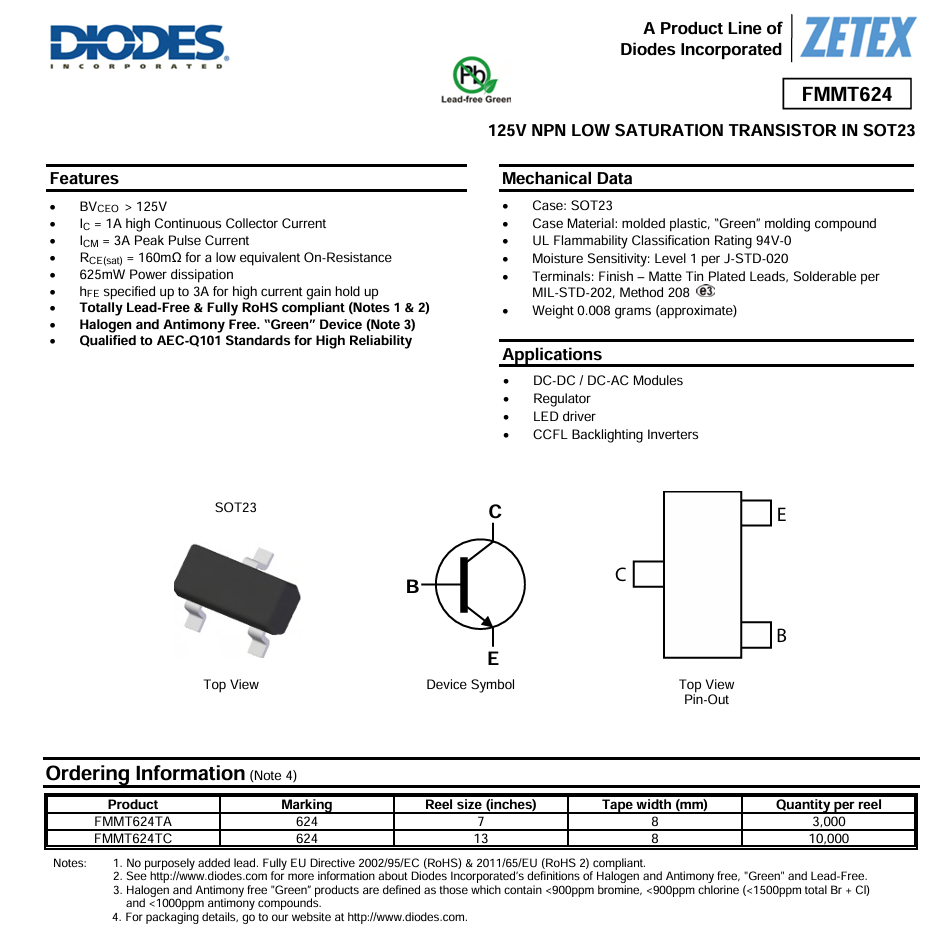 DIODES
INCORPORATED
A Product Line of
Diodes Incorporated
ZETEX
Pb
Lead-free Green
FMMT624
125V NPN LOW SATURATION TRANSISTOR IN SOT23
Features
• BVCEO > 125V
• IC = 1A high Continuous Collector Current
• ICM = 3A Peak Pulse Current
• RCE(sat) = 160mΩ for a low equivalent On-Resistance
• 625mW Power dissipation
• hFE specified up to 3A for high current gain hold up
• Totally Lead-Free & Fully RoHS compliant (Notes 1 & 2)
• Halogen and Antimony Free. “Green” Device (Note 3)
• Qualified to AEC-Q101 Standards for High Reliability
Mechanical Data
• Case: SOT23
• Case Material: molded plastic, “Green” molding compound
• UL Flammability Classification Rating 94V-0
• Moisture Sensitivity: Level 1 per J-STD-020
• Terminals: Finish – Matte Tin Plated Leads, Solderable per
MIL-STD-202, Method 208 e3
• Weight 0.008 grams (approximate)
Applications
• DC-DC / DC-AC Modules
• Regulator
• LED driver
• CCFL Backlighting Inverters
SOT23
Top View
C
B
E
Device Symbol
E
C
B
Top View
Pin-Out
Ordering Information (Note 4)
Product Marking Reel size (inches) Tape width (mm) Quantity per reel
FMMT624TA 624 7 8 3,000
FMMT624TC 624 13 8 10,000
Notes: 1. No purposely added lead. Fully EU Directive 2002/95/EC (RoHS) & 2011/65/EU (RoHS 2) compliant.
2. See http://www.diodes.com for more information about Diodes Incorporated’s definitions of Halogen and Antimony free, "Green" and Lead-Free.
3. Halogen and Antimony free "Green” products are defined as those which contain <900ppm bromine, <900ppm chlorine (<1500ppm total Br + Cl)
and <1000ppm antimony compounds.
4. For packaging details, go to our website at http://www.diodes.com.